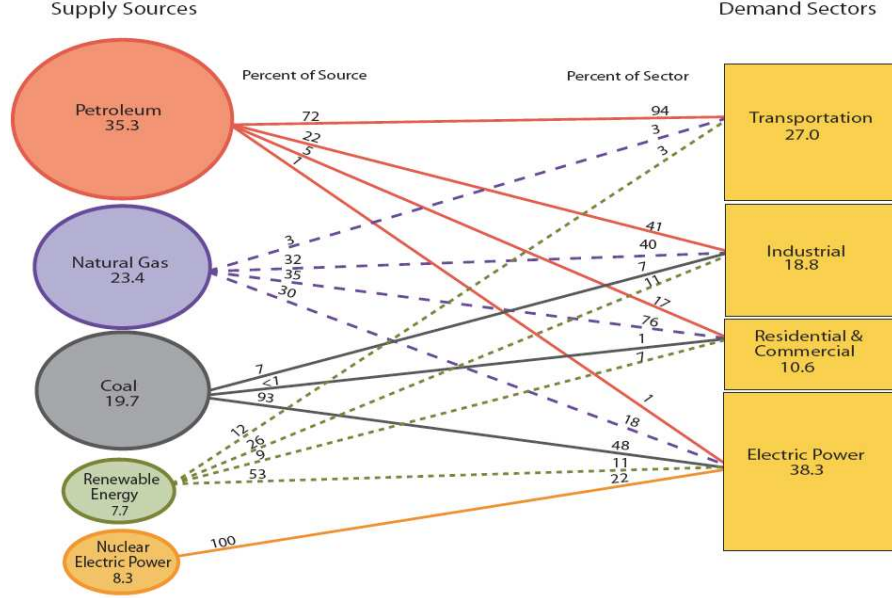 Supply Sources
Demand Sectors
Percent of Source
Percent of Sector
Petroleum
35.3
72
22
5
1
94
3
3
Transportation
27.0
Natural Gas
23.4
3
32
35
30
41
40
7
11
Industrial
18.8
17
76
1
7
Residential &
Commercial
10.6
Coal
19.7
7
<1
93
1
18
48
11
22
Electric Power
38.3
Renewable
Energy
7.7
12
26
9
53
Nuclear
Electric Power
8.3
100